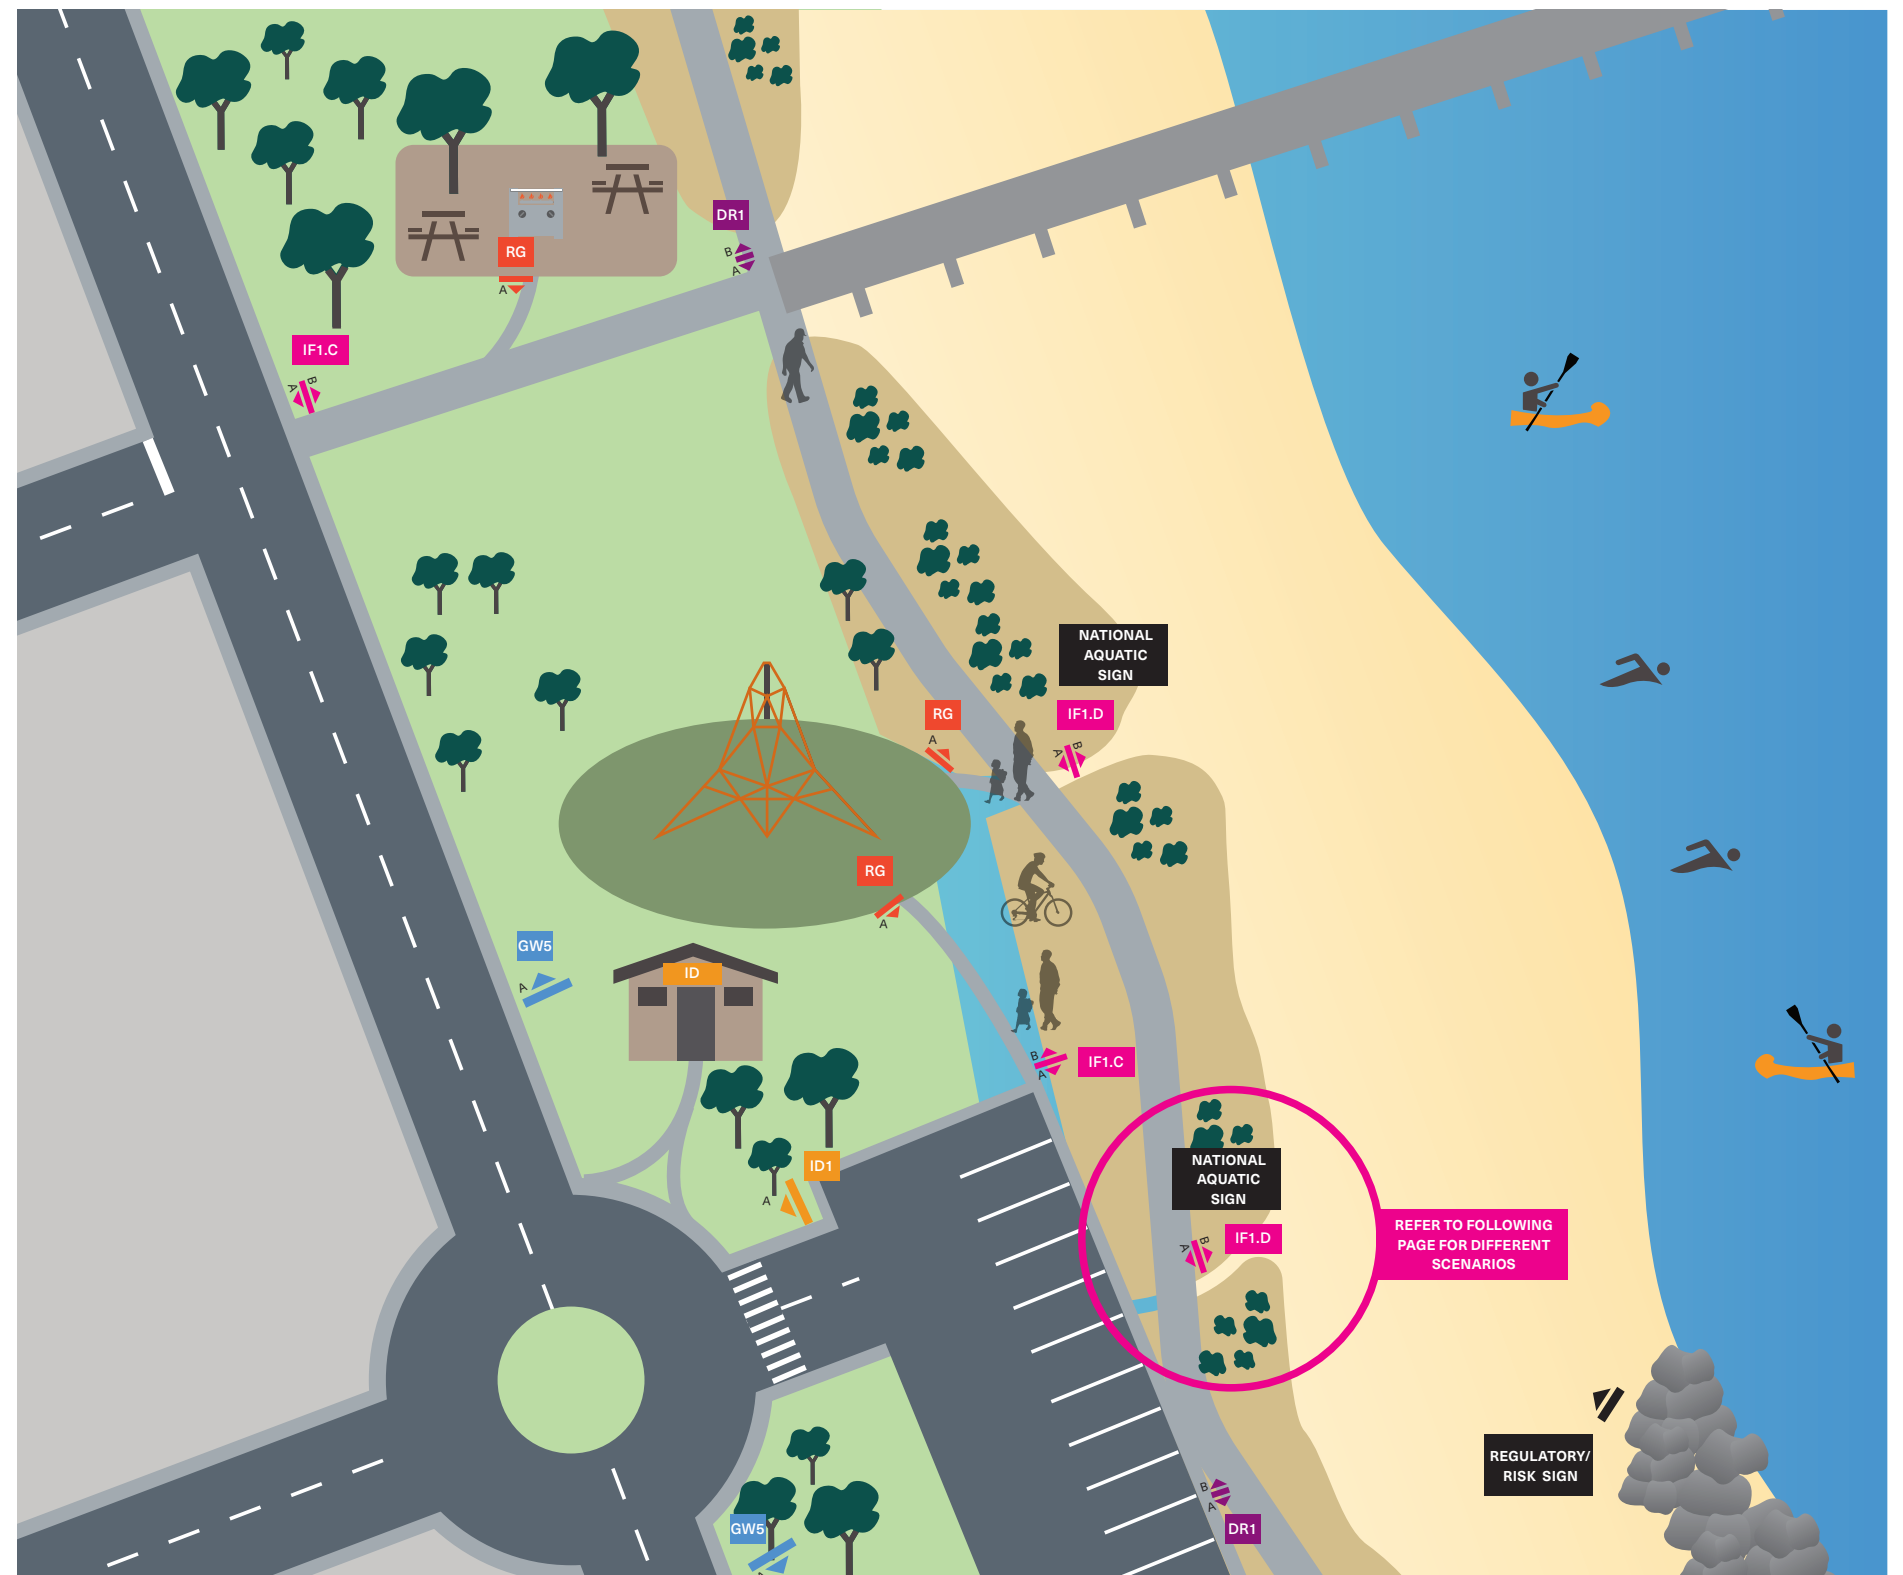 DR1
B
A
RG
A
IF1.C
A
B
NATIONAL
AQUATIC
SIGN
RG
A
IF1.D
A
B
RG
A
GW5
A
ID
B
A
IF1.C
ID1
A
NATIONAL
AQUATIC
SIGN
IF1.D
A
B
REFER TO FOLLOWING
PAGE FOR DIFFERENT
SCENARIOS
REGULATORY/
RISK SIGN
B
A
DR1
GW5
A